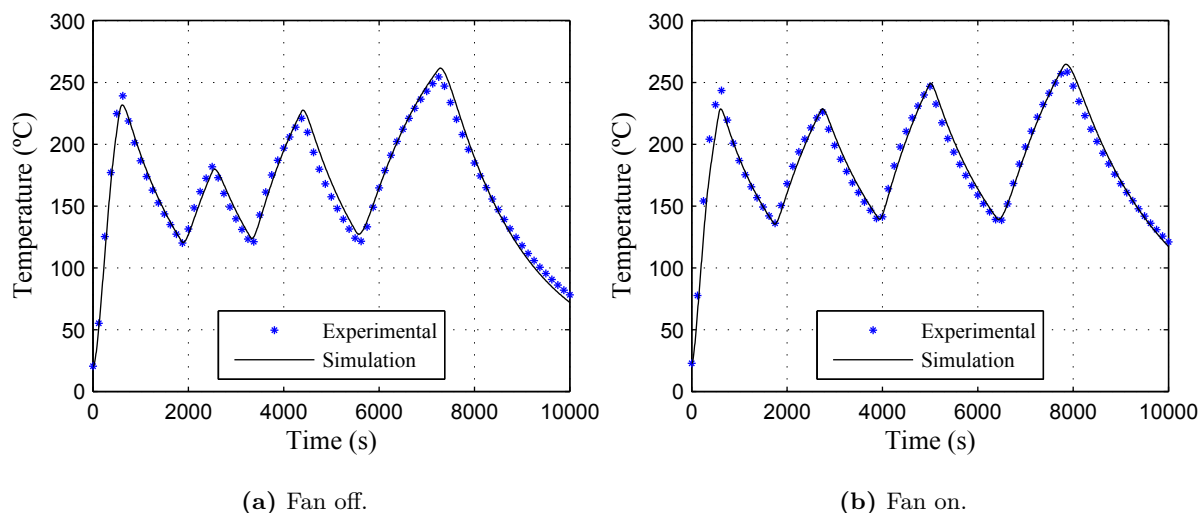 300
250
200
150
100
50
0
Temperature (ºC)
0 2000 4000 6000 8000 10000
Time (s)
Experimental
Simulation
(a) Fan off.
300
250
200
150
100
50
0
Temperature (ºC)
0 2000 4000 6000 8000 10000
Time (s)
Experimental
Simulation
(b) Fan on.